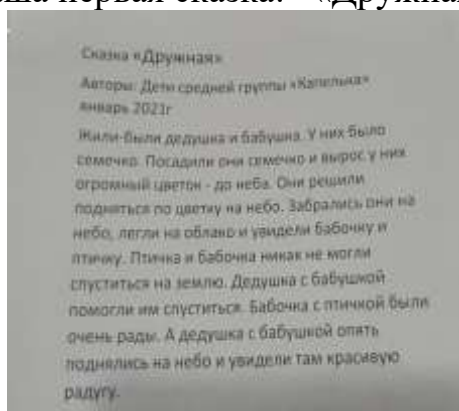 ша первая сказка: «Дружная
Сказка «Дружная»
Авторы: Дети средней группы «Капелька»
январь 2021г
Жили-были дедушка и бабушка. У них было
семечко. Посадили они семечко и вырос у них
огромный цветок - до неба. Они решили
подняться по цветку на небо. Забрались они на
небо, легли на облако и увидели бабочку и
птичку. Птичка и бабочка никак не могли
спуститься на землю. Дедушка с бабушкой
помогли им спуститься. Бабочка с птичкой были
очень рады. А дедушка с бабушкой опять
поднялись на небо и увидели там красивую
радугу.